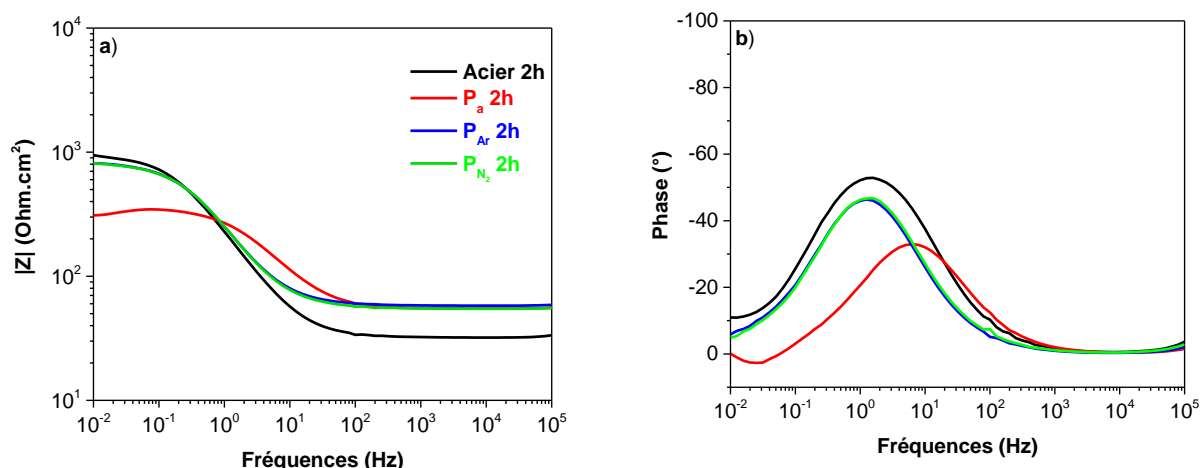 a)
10⁴
10³
10²
10¹
|Z| (Ohm.cm²)
Acier 2h
Pₐ 2h
P_Ar 2h
P_N₂ 2h
10⁻² 10⁻¹ 10⁰ 10¹ 10² 10³ 10⁴ 10⁵
Fréquences (Hz)
b)
-100
-80
-60
-40
-20
0
Phase (°)
10⁻² 10⁻¹ 10⁰ 10¹ 10² 10³ 10⁴ 10⁵
Fréquences (Hz)